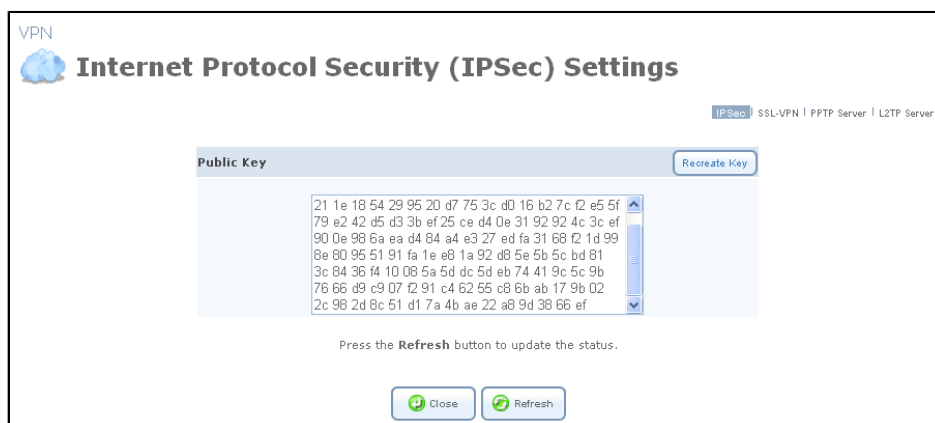 VPN
Internet Protocol Security (IPSec) Settings
IPSec | SSL-VPN | PPTP Server | L2TP Server
Public Key
Recreate Key
21 1e 18 54 29 95 20 d7 75 3c d0 16 b2 7c f2 e5 5f
79 e2 42 d5 d3 3b ef 25 ce d4 0e 31 92 92 4c 3c ef
90 0e 98 6a ea d4 84 a4 e3 27 ed fa 31 68 f2 1d 99
8e 80 95 51 91 fa 1e e8 1a 92 d8 5e 5b 5c bd 81
3c 84 36 f4 10 08 5a 5d dc 5d eb 74 41 9c 5c 9b
76 66 d9 c9 07 f2 91 c4 62 55 c8 6b ab 17 9b 02
2c 98 2d 8c 51 d1 7a 4b ae 22 a8 9d 38 66 ef
Press the Refresh button to update the status.
Close
Refresh